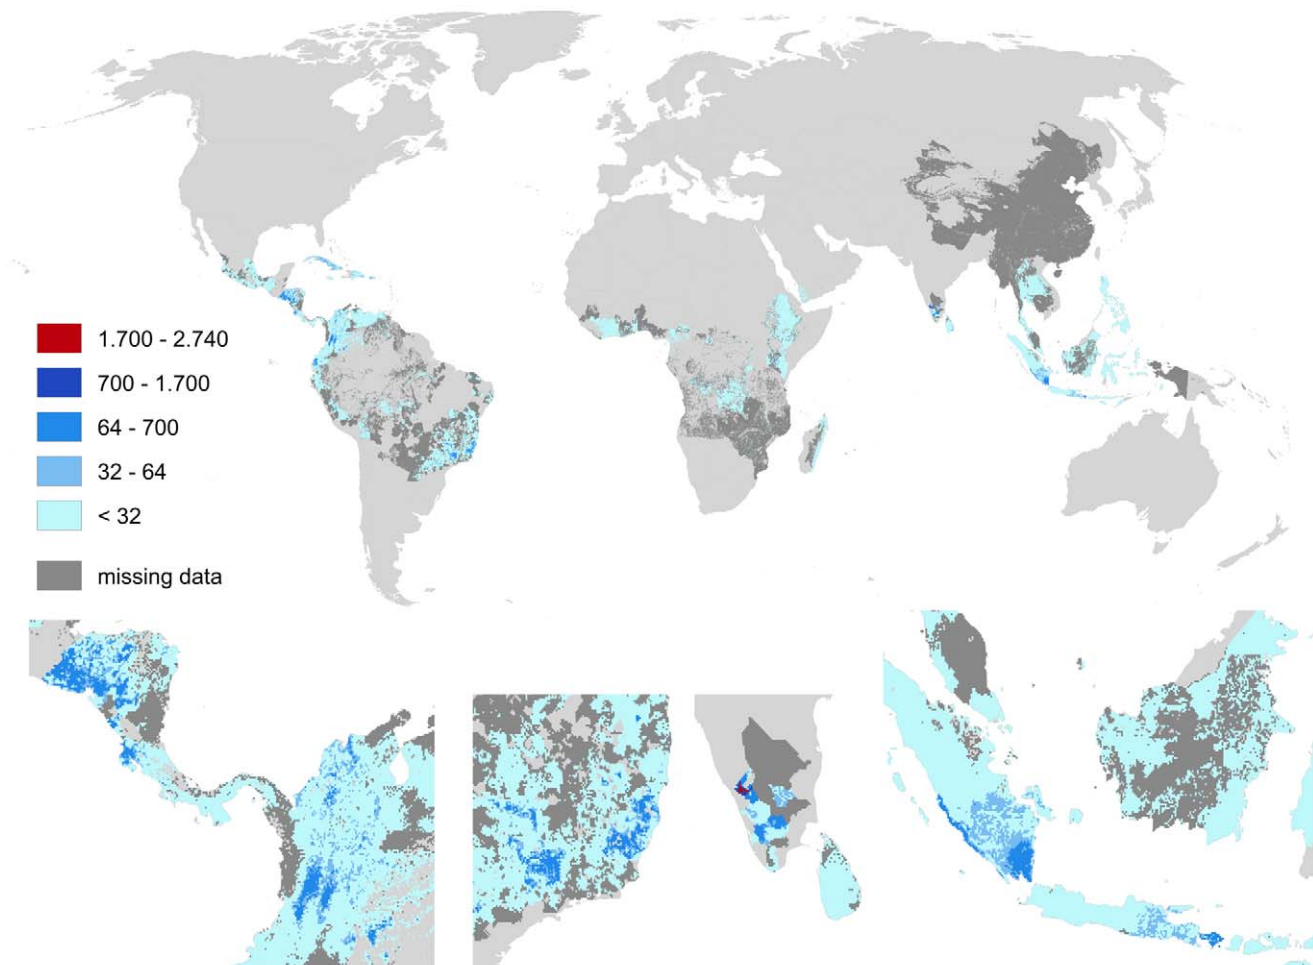 1.700 - 2.740
700 - 1.700
64 - 700
32 - 64
< 32
missing data